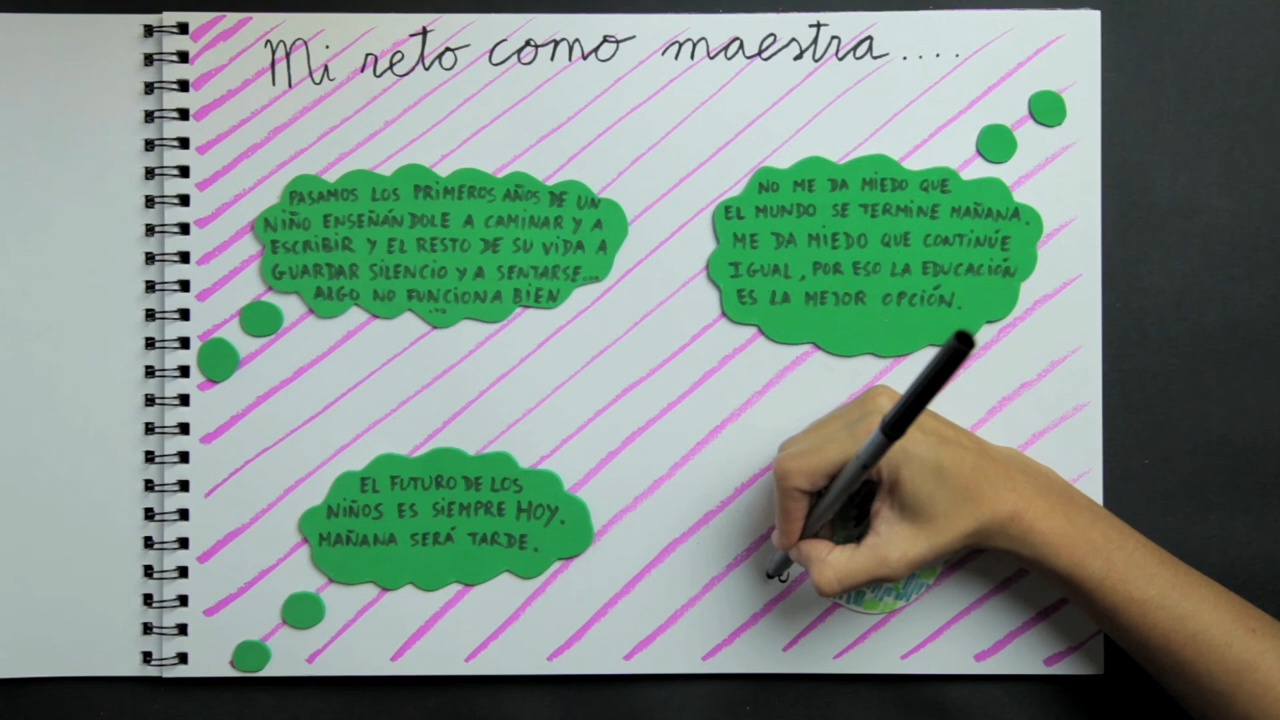 Mi reto como maestra....
PASAMOS LOS PRIMEROS AÑOS DE UN
NIÑO ENSEÑÁNDOLE A CAMINAR Y A
ESCRIBIR Y EL RESTO DE SU VIDA A
GUARDAR SILENCIO Y A SENTARSE...
ALGO NO FUNCIONA BIEN
...
NO ME DA MIEDO QUE
EL MUNDO SE TERMINE MAÑANA.
ME DA MIEDO QUE CONTINÚE
IGUAL, POR ESO LA EDUCACIÓN
ES LA MEJOR OPCIÓN.
EL FUTURO DE LOS
NIÑOS ES SIEMPRE HOY.
MAÑANA SERÁ TARDE.